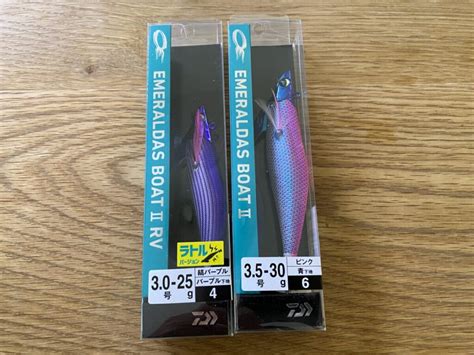 EMERALDAS BOAT II RV
ラトル
バージョン
3.0-25
号 g
縞パープル
パープル下地
4
DAIWA
EMERALDAS BOAT II
3.5-30
号 g
ピンク
青下地
6